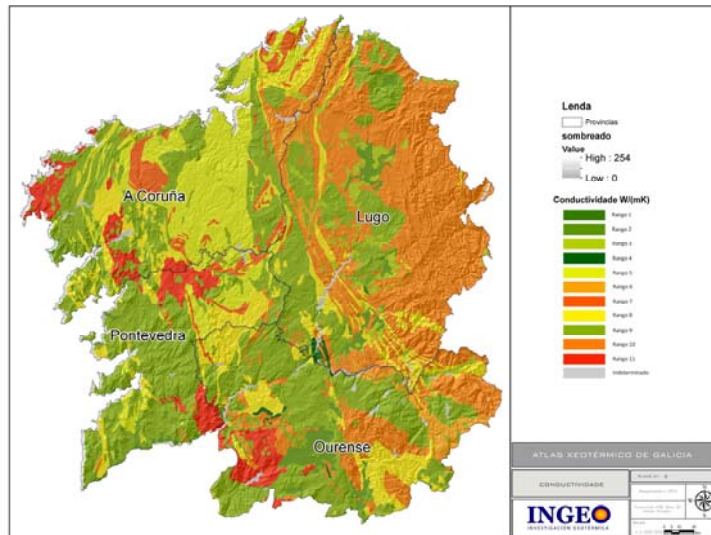 A Coruña
Lugo
Pontevedra
Ourense
Lenda
Provincias
sombreado
Value
High : 254
Low : 0
Conductividade W/(mK)
Rango 1
Rango 2
Rango 3
Rango 4
Rango 5
Rango 6
Rango 7
Rango 8
Rango 9
Rango 10
Rango 11
Indeterminado
ATLAS XEOTÉRMICO DE GALICIA
CONDUCTIVIDADE
INGEO
INVESTIGACIÓN XEOTÉRMICA